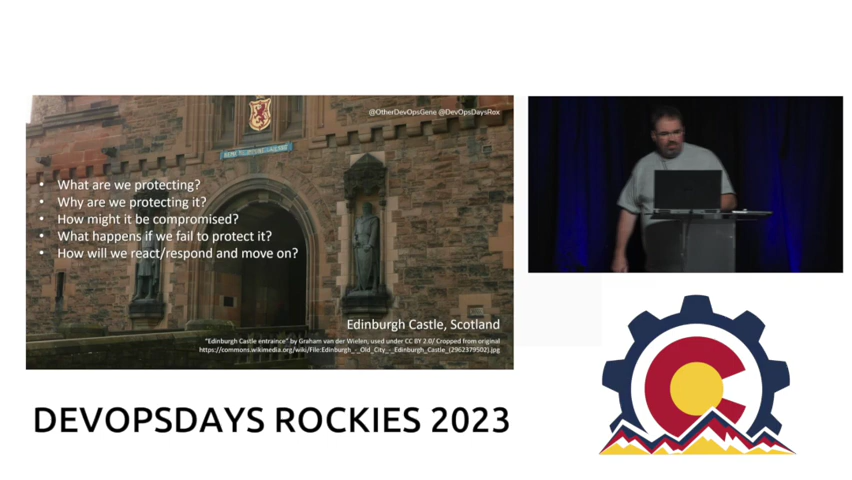 @OtherDevOpsGene @DevOpsDaysRox
• What are we protecting?
• Why are we protecting it?
• How might it be compromised?
• What happens if we fail to protect it?
• How will we react/respond and move on?
Edinburgh Castle, Scotland
"Edinburgh Castle entraince" by Graham van der Wielen, used under CC BY 2.0/ Cropped from original
https://commons.wikimedia.org/wiki/File:Edinburgh_-_Old_City_-_Edinburgh_Castle_(2962379502).jpg
DEVOPSDAYS ROCKIES 2023